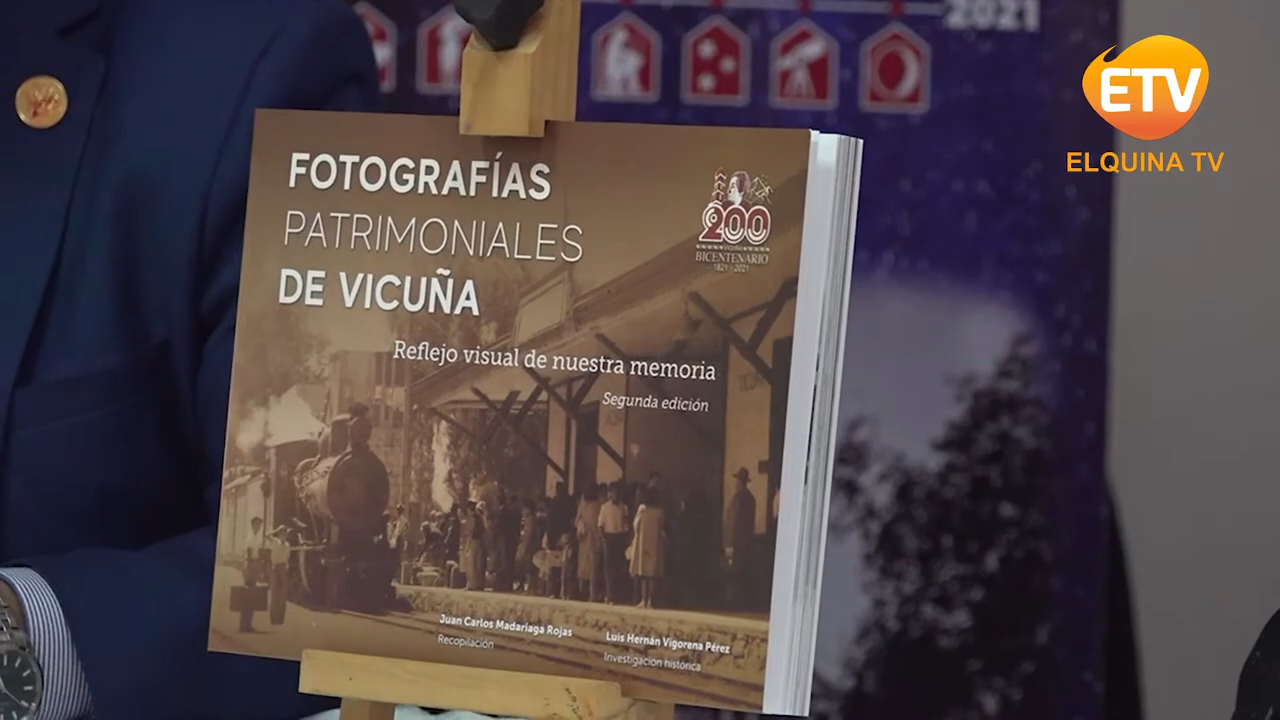 2021
ETV
ELQUINA TV
FOTOGRAFÍAS
PATRIMONIALES
DE VICUÑA
200
VICUÑA
BICENTENARIO
1821 - 2021
Reflejo visual de nuestra memoria
Segunda edición
Juan Carlos Madariaga Rojas
Recopilación
Luis Hernán Vigorena Pérez
Investigación histórica